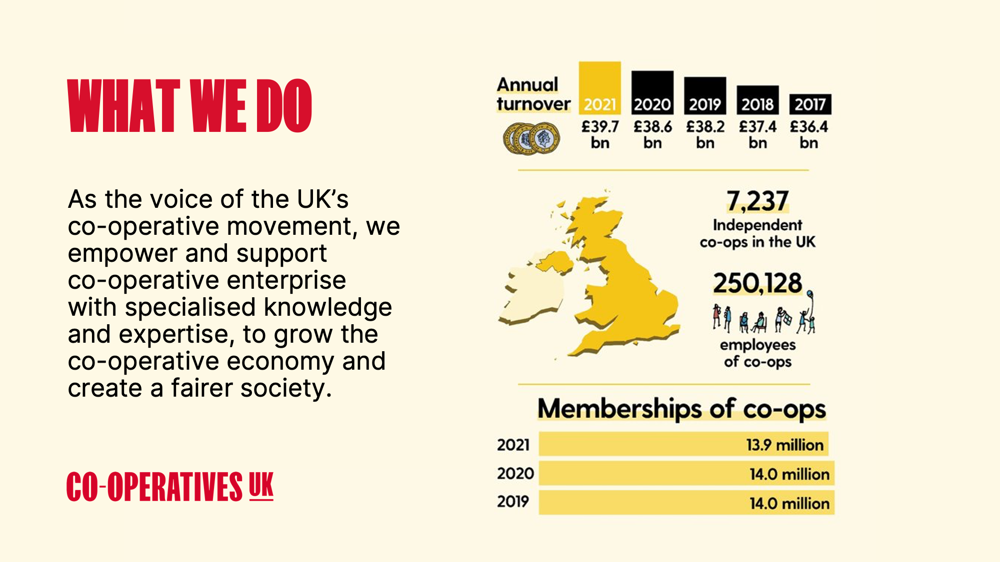 WHAT WE DO
As the voice of the UK’s
co-operative movement, we
empower and support
co-operative enterprise
with specialised knowledge
and expertise, to grow the
co-operative economy and
create a fairer society.
CO-OPERATIVES UK
Annual
turnover
2021 2020 2019 2018 2017
£39.7 £38.6 £38.2 £37.4 £36.4
bn bn bn bn bn
7,237
Independent
co-ops in the UK
250,128
employees
of co-ops
Memberships of co-ops
2021 13.9 million
2020 14.0 million
2019 14.0 million